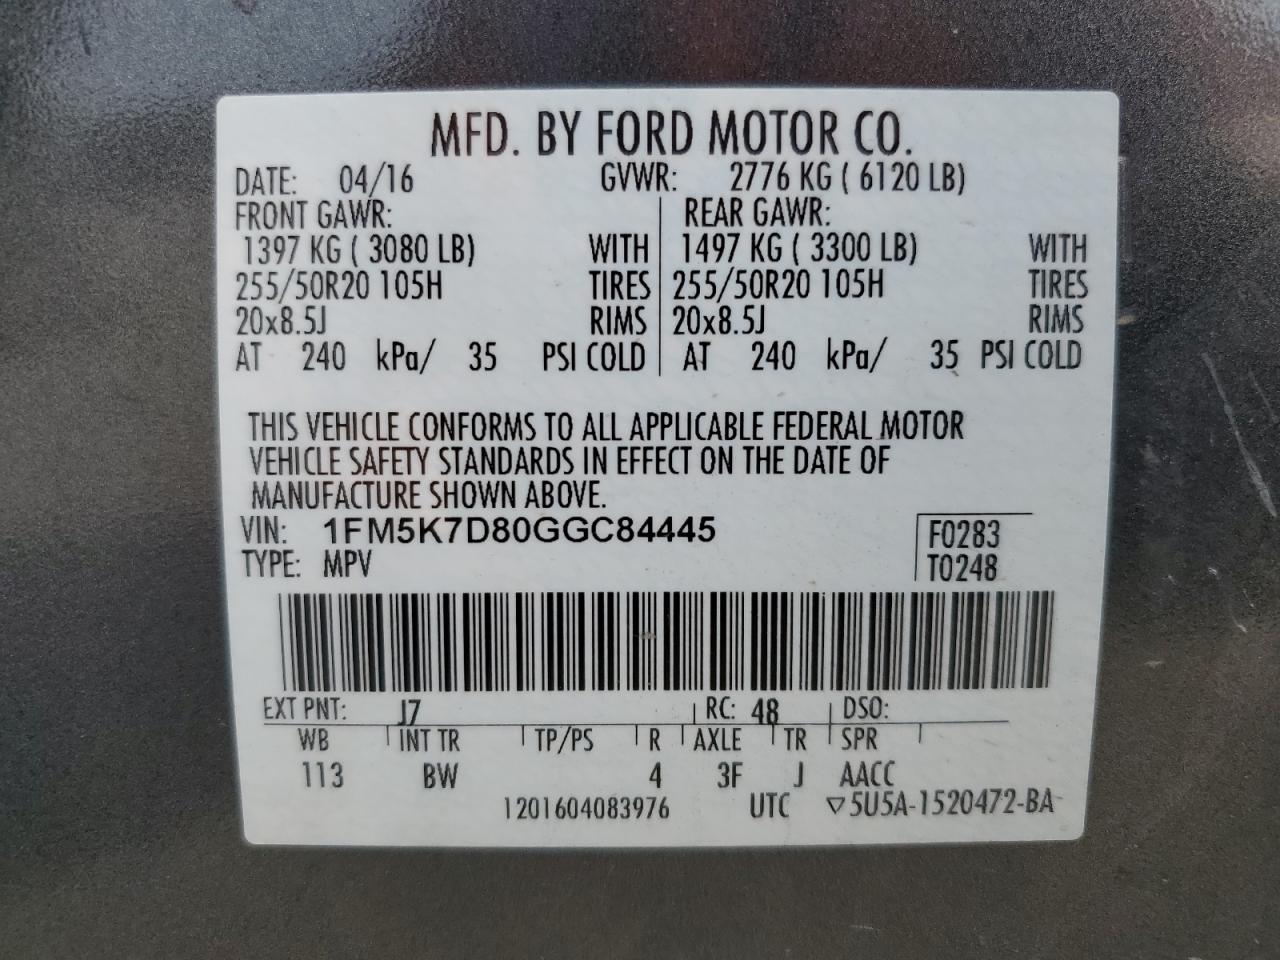 MFD. BY FORD MOTOR CO.
DATE: 04/16 GVWR: 2776 KG ( 6120 LB)
FRONT GAWR: REAR GAWR:
1397 KG ( 3080 LB) WITH 1497 KG ( 3300 LB) WITH
255/50R20 105H TIRES 255/50R20 105H TIRES
20x8.5J RIMS 20x8.5J RIMS
AT 240 kPa/ 35 PSI COLD AT 240 kPa/ 35 PSI COLD
THIS VEHICLE CONFORMS TO ALL APPLICABLE FEDERAL MOTOR
VEHICLE SAFETY STANDARDS IN EFFECT ON THE DATE OF
MANUFACTURE SHOWN ABOVE.
VIN: 1FM5K7D80GGC84445 F0283
TYPE: MPV T0248
EXT PNT: J7 RC: 48 DSO:
WB INT TR TP/PS R AXLE TR SPR
113 BW 4 3F J AACC
1201604083976 UTC ▽5U5A-1520472-BA